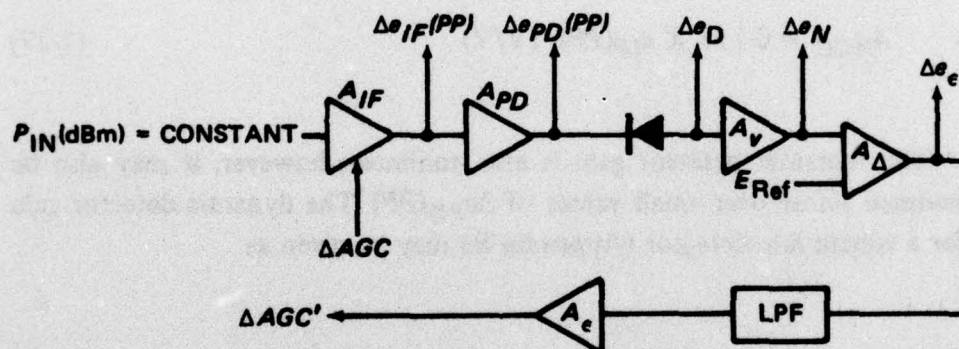 Δe_IF(PP) Δe_PD(PP) Δe_D Δe_N
Δe_ϵ
A_IF A_PD
P_IN(dBm) = CONSTANT
A_v A_Δ
E_Ref
ΔAGC
ΔAGC' A_ϵ LPF